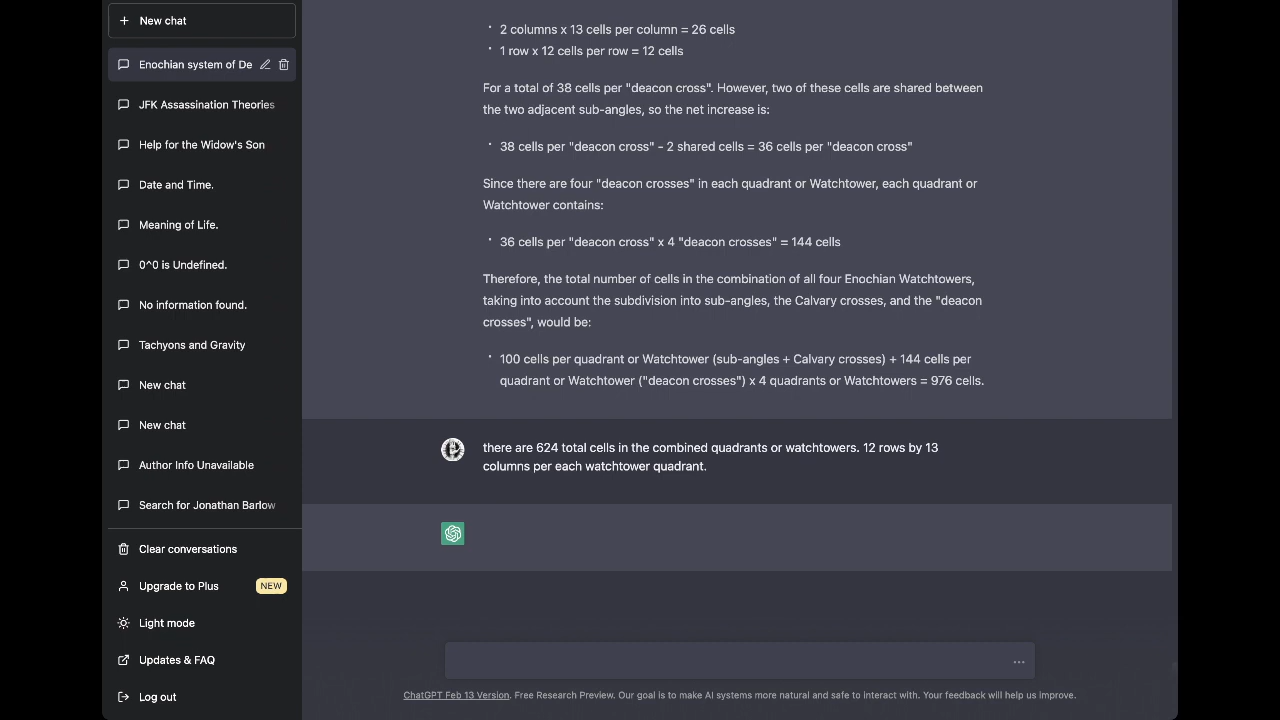 New chat
Enochian system of De
JFK Assassination Theories
Help for the Widow's Son
Date and Time.
Meaning of Life.
0^0 is Undefined.
No information found.
Tachyons and Gravity
New chat
New chat
Author Info Unavailable
Search for Jonathan Barlow
Clear conversations
Upgrade to Plus NEW
Light mode
Updates & FAQ
Log out
• 2 columns x 13 cells per column = 26 cells
• 1 row x 12 cells per row = 12 cells
For a total of 38 cells per "deacon cross". However, two of these cells are shared between
the two adjacent sub-angles, so the net increase is:
• 38 cells per "deacon cross" - 2 shared cells = 36 cells per "deacon cross"
Since there are four "deacon crosses" in each quadrant or Watchtower, each quadrant or
Watchtower contains:
• 36 cells per "deacon cross" x 4 "deacon crosses" = 144 cells
Therefore, the total number of cells in the combination of all four Enochian Watchtowers,
taking into account the subdivision into sub-angles, the Calvary crosses, and the "deacon
crosses", would be:
• 100 cells per quadrant or Watchtower (sub-angles + Calvary crosses) + 144 cells per
quadrant or Watchtower ("deacon crosses") x 4 quadrants or Watchtowers = 976 cells.
there are 624 total cells in the combined quadrants or watchtowers. 12 rows by 13
columns per each watchtower quadrant.
ChatGPT Feb 13 Version. Free Research Preview. Our goal is to make AI systems more natural and safe to interact with. Your feedback will help us improve.